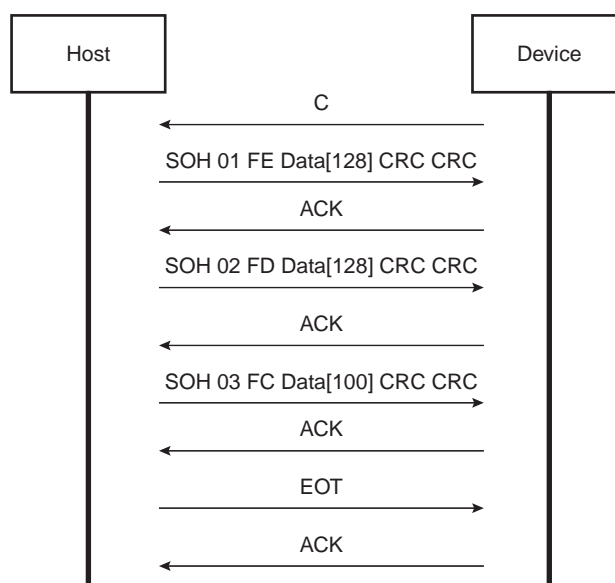 Host
Device
C
SOH 01 FE Data[128] CRC CRC
ACK
SOH 02 FD Data[128] CRC CRC
ACK
SOH 03 FC Data[100] CRC CRC
ACK
EOT
ACK